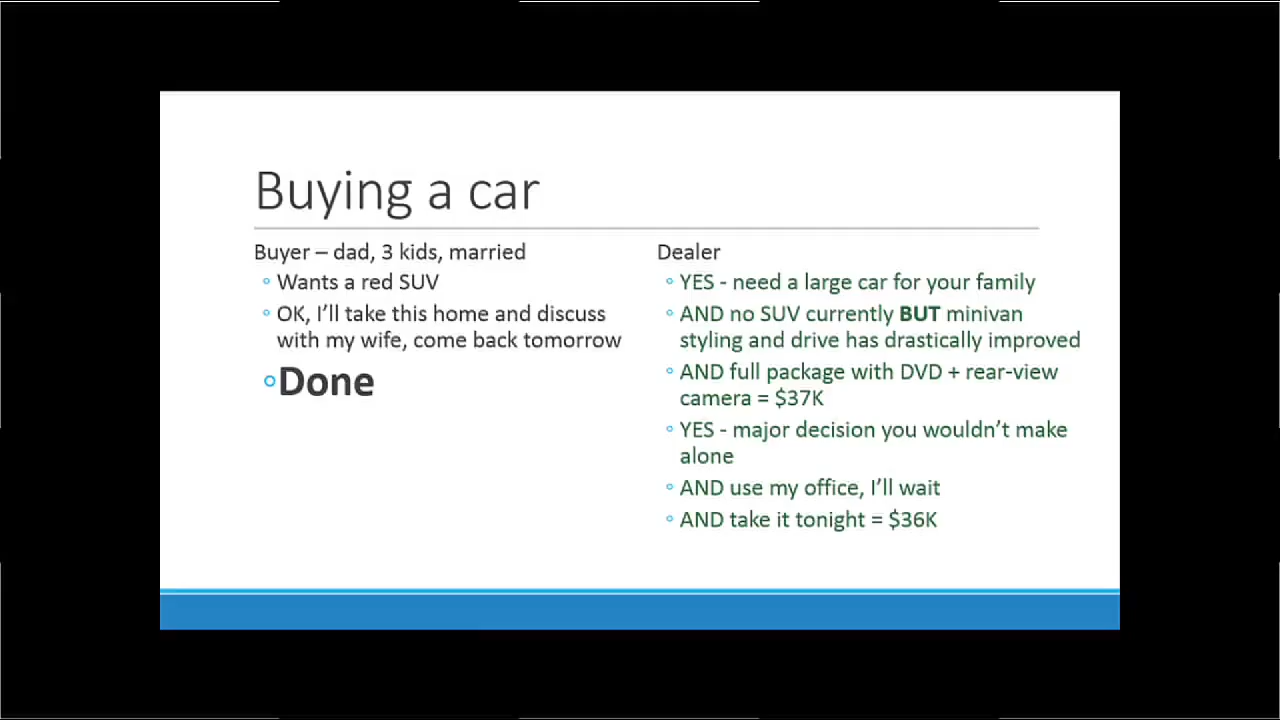 Buying a car
Buyer – dad, 3 kids, married
◦ Wants a red SUV
◦ OK, I’ll take this home and discuss
with my wife, come back tomorrow
◦ Done
Dealer
◦ YES - need a large car for your family
◦ AND no SUV currently BUT minivan
styling and drive has drastically improved
◦ AND full package with DVD + rear-view
camera = $37K
◦ YES - major decision you wouldn’t make
alone
◦ AND use my office, I’ll wait
◦ AND take it tonight = $36K